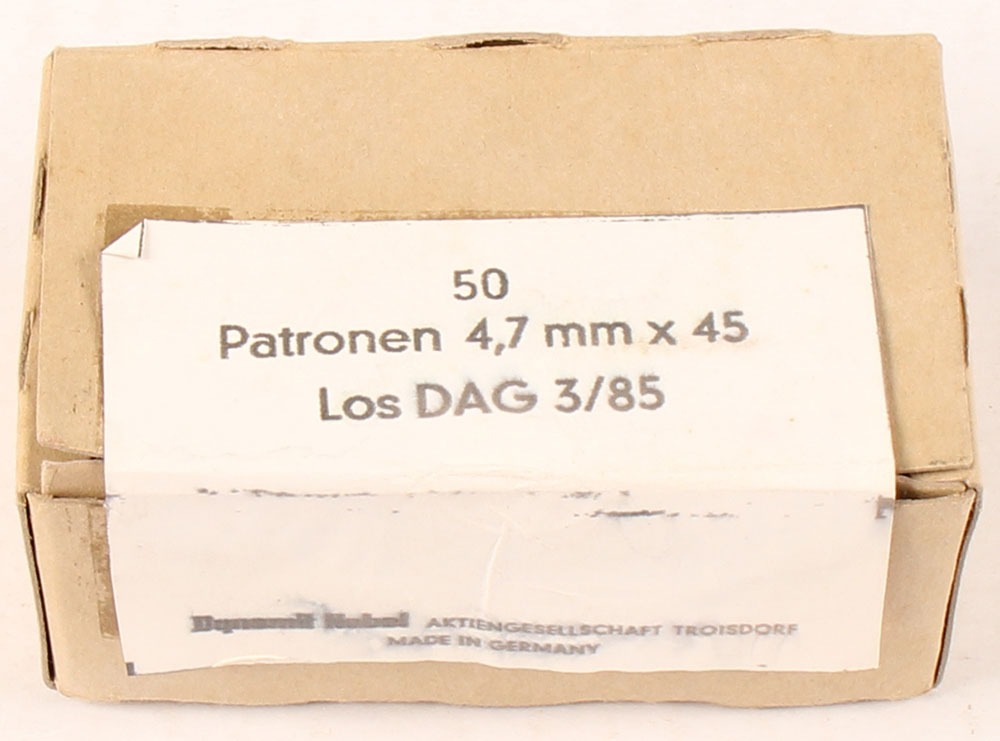 50
Patronen 4,7 mm x 45
Los DAG 3/85
Dynamit Nobel AKTIENGESELLSCHAFT TROISDORF
MADE IN GERMANY